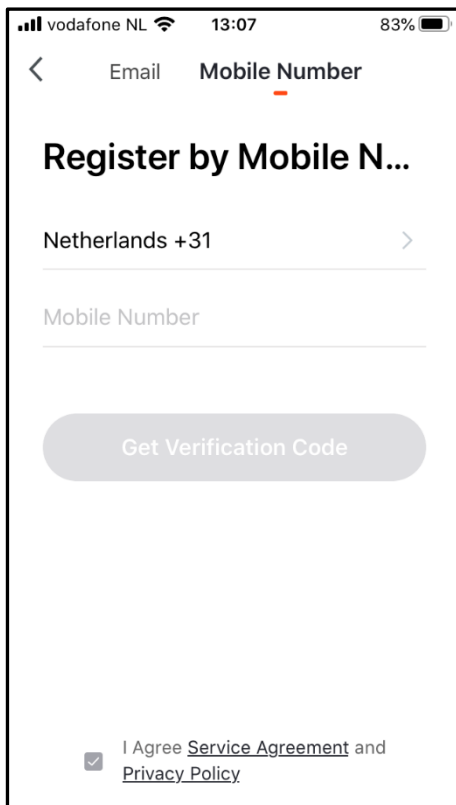 vodafone NL 13:07 83%
Email Mobile Number
Register by Mobile N...
Netherlands +31
Mobile Number
Get Verification Code
I Agree Service Agreement and
Privacy Policy